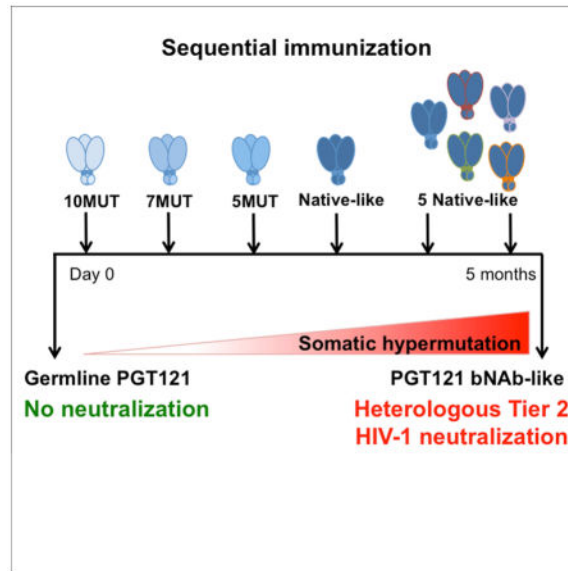 Sequential immunization
10MUT 7MUT 5MUT Native-like 5 Native-like
Day 0 5 months
Somatic hypermutation
Germline PGT121 PGT121 bNAb-like
No neutralization Heterologous Tier 2
HIV-1 neutralization